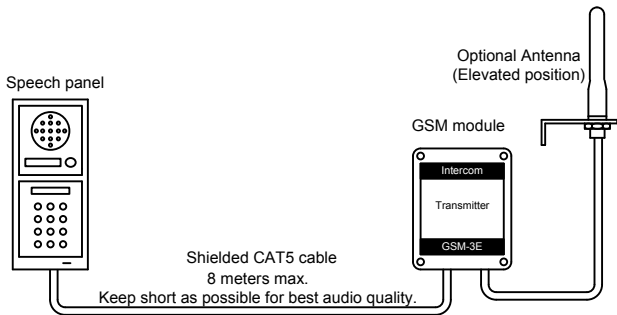 Optional Antenna
(Elevated position)
Speech panel
GSM module
Intercom
Transmitter
GSM-3E
Shielded CAT5 cable
8 meters max.
Keep short as possible for best audio quality.